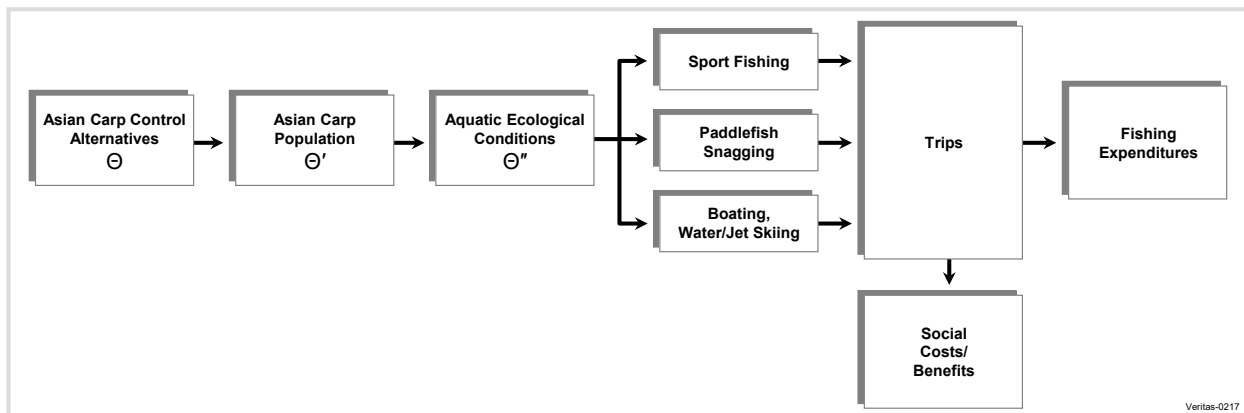 Asian Carp Control
Alternatives
Θ
Asian Carp
Population
Θ′
Aquatic Ecological
Conditions
Θ″
Sport Fishing
Paddlefish
Snagging
Boating,
Water/Jet Skiing
Trips
Fishing
Expenditures
Social
Costs/
Benefits
Veritas-0217